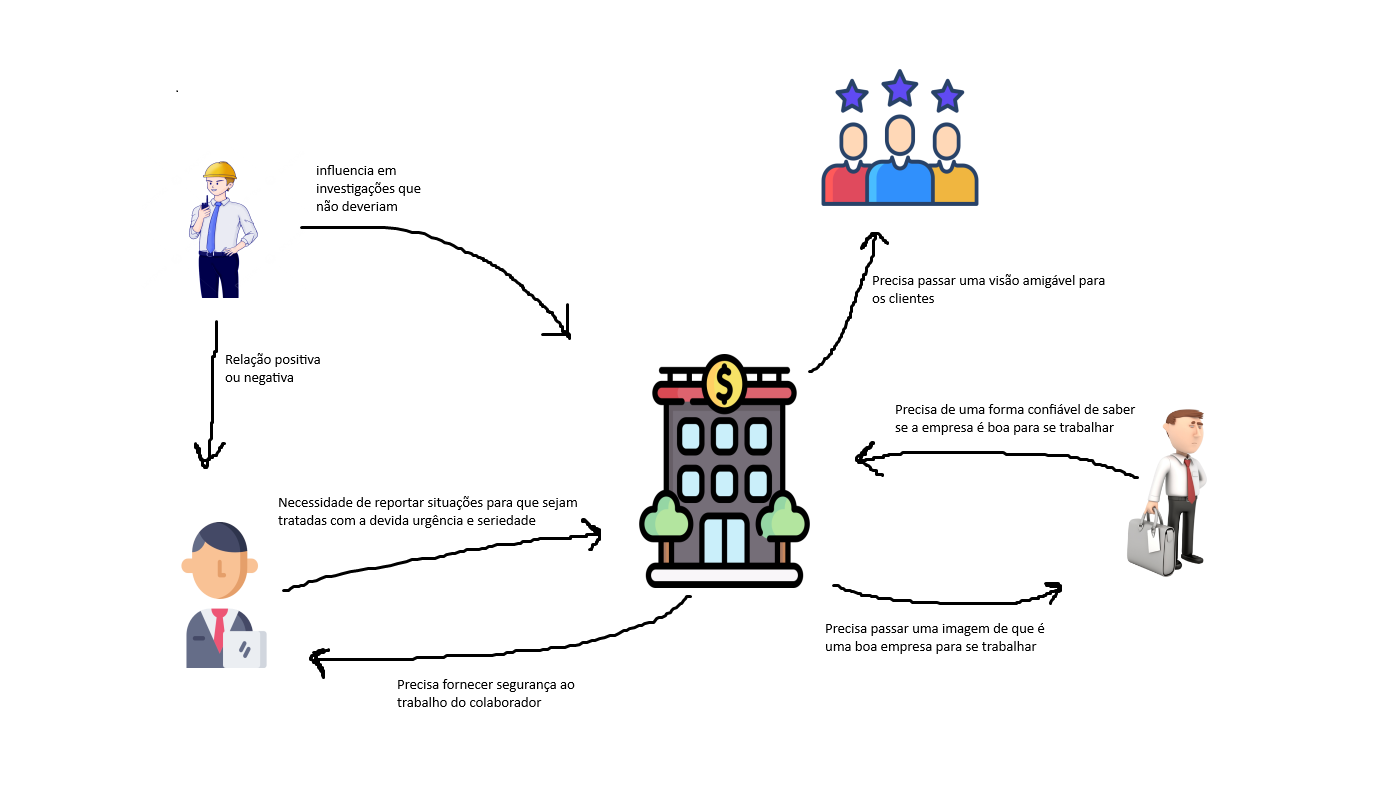 influencia em
investigações que
não deveriam
Precisa passar uma visão amigável para
os clientes
Relação positiva
ou negativa
Precisa de uma forma confiável de saber
se a empresa é boa para se trabalhar
Necessidade de reportar situações para que sejam
tratadas com a devida urgência e seriedade
Precisa passar uma imagem de que é
uma boa empresa para se trabalhar
Precisa fornecer segurança ao
trabalho do colaborador
$